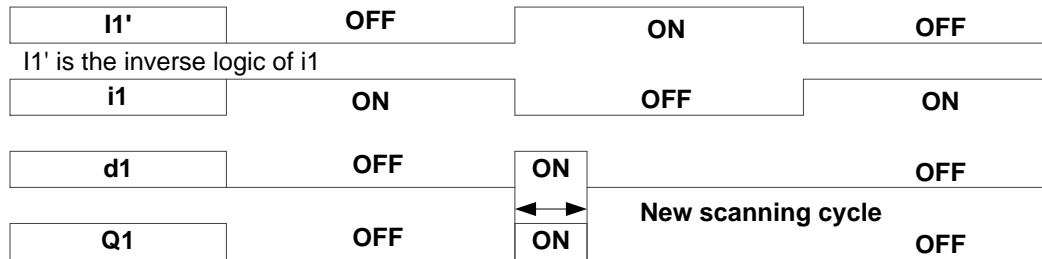 I1' OFF ON OFF
I1' is the inverse logic of i1
i1 ON OFF ON
d1 OFF ON OFF
New scanning cycle
Q1 OFF ON OFF